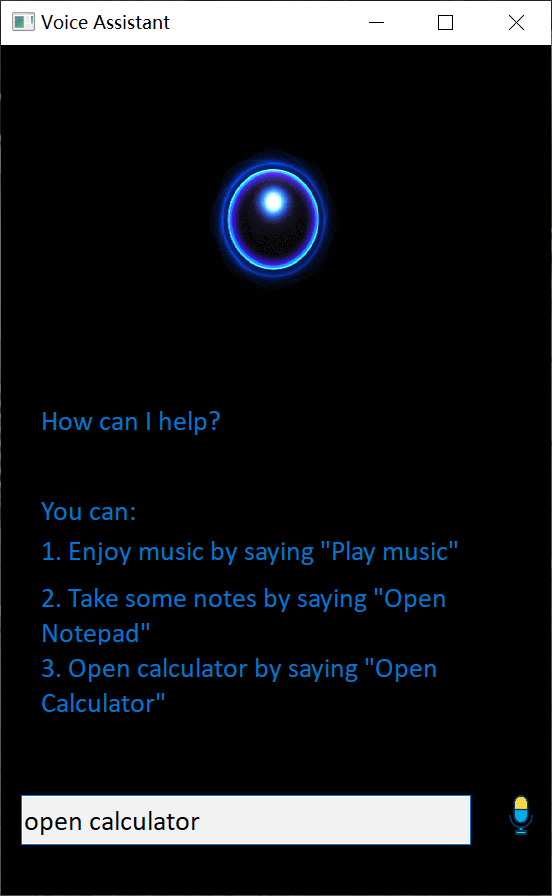 Voice Assistant
How can I help?
You can:
1. Enjoy music by saying "Play music"
2. Take some notes by saying "Open
Notepad"
3. Open calculator by saying "Open
Calculator"
open calculator